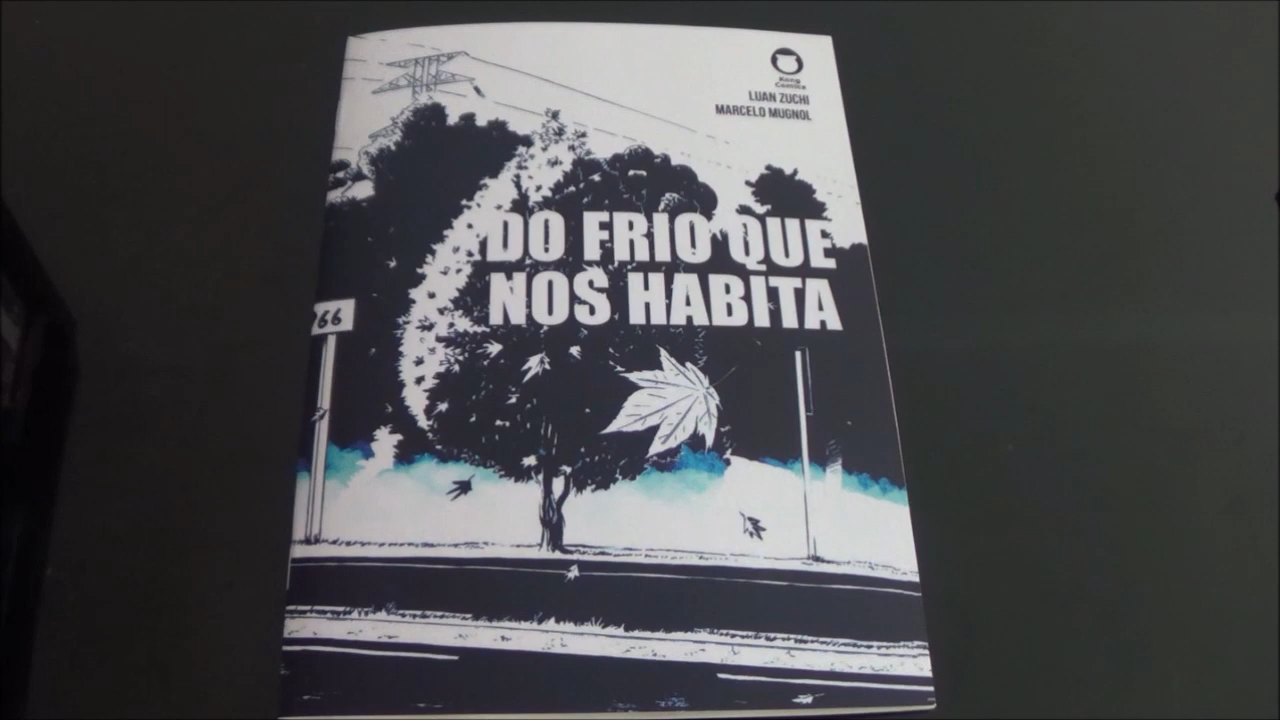 Kong
Comics
LUAN ZUCHI
MARCELO MUGNOL
DO FRIO QUE
NOS HABITA
66